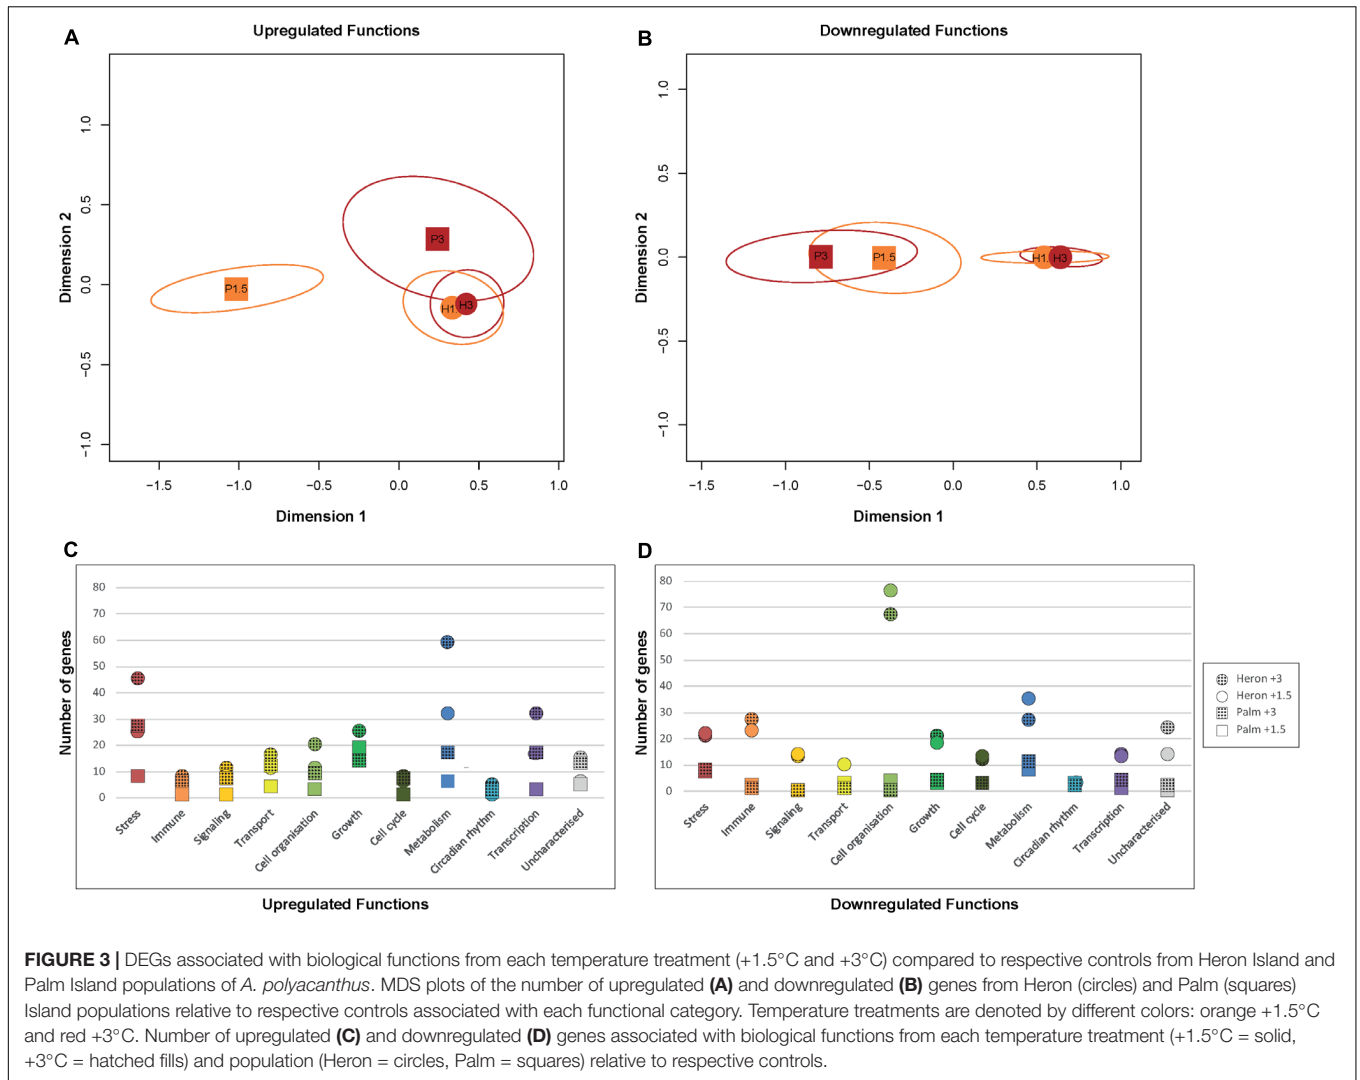 A
Upregulated Functions
Dimension 2
1.0
0.5
0.0
−0.5
−1.0
P1.5
P3
H1.
H3
−1.5
−1.0
−0.5
0.0
0.5
1.0
Dimension 1
B
Downregulated Functions
Dimension 2
1.0
0.5
0.0
−0.5
−1.0
P3
P1.5
H1.
H3
−1.5
−1.0
−0.5
0.0
0.5
1.0
Dimension 1
C
Number of genes
80
70
60
50
40
30
20
10
0
Stress
Immune
Signaling
Transport
Cell organisation
Growth
Cell cycle
Metabolism
Circadian rhythm
Transcription
Uncharacterised
Upregulated Functions
D
Number of genes
80
70
60
50
40
30
20
10
0
Stress
Immune
Signaling
Transport
Cell organisation
Growth
Cell cycle
Metabolism
Circadian rhythm
Transcription
Uncharacterised
Downregulated Functions
Heron +3
Heron +1.5
Palm +3
Palm +1.5
FIGURE 3 | DEGs associated with biological functions from each temperature treatment (+1.5°C and +3°C) compared to respective controls from Heron Island and
Palm Island populations of A. polyacanthus. MDS plots of the number of upregulated (A) and downregulated (B) genes from Heron (circles) and Palm (squares)
Island populations relative to respective controls associated with each functional category. Temperature treatments are denoted by different colors: orange +1.5°C
and red +3°C. Number of upregulated (C) and downregulated (D) genes associated with biological functions from each temperature treatment (+1.5°C = solid,
+3°C = hatched fills) and population (Heron = circles, Palm = squares) relative to respective controls.